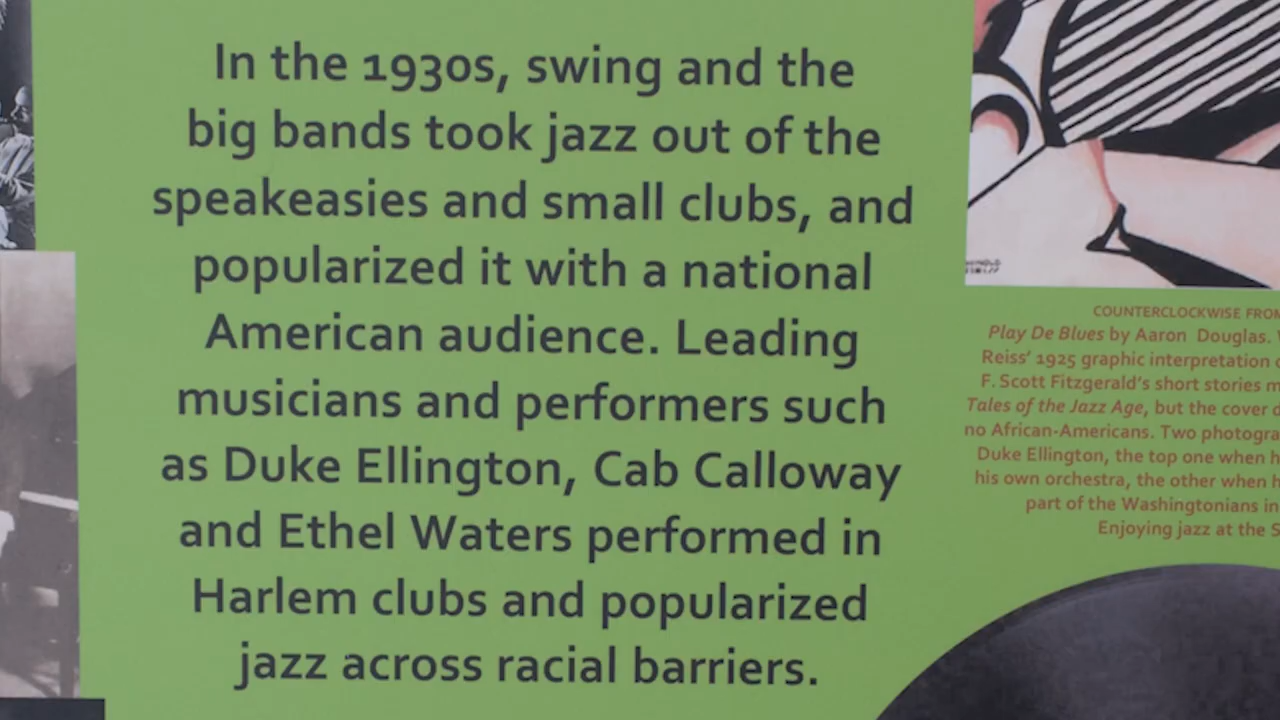 In the 1930s, swing and the
big bands took jazz out of the
speakeasies and small clubs, and
popularized it with a national
American audience. Leading
musicians and performers such
as Duke Ellington, Cab Calloway
and Ethel Waters performed in
Harlem clubs and popularized
jazz across racial barriers.
COUNTERCLOCKWISE FROM
Play De Blues by Aaron Douglas.
Reiss' 1925 graphic interpretation
F. Scott Fitzgerald's short stories
Tales of the Jazz Age, but the cover
no African-Americans. Two
Duke Ellington, the top one when
his own orchestra, the other when
part of the Washingtonians in
Enjoying jazz at the